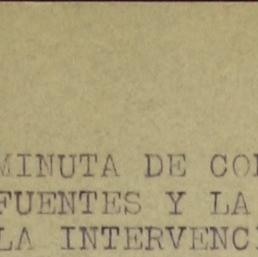 MINUTA DE CO
FUENTES Y LA
LA INTERVENC